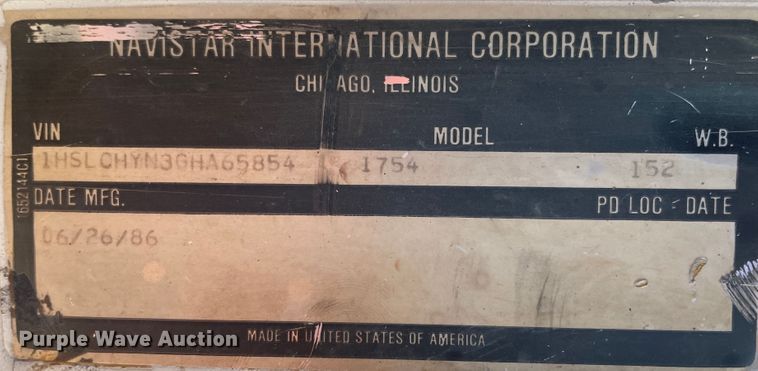 NAVISTAR INTERNATIONAL CORPORATION
CHICAGO, ILLINOIS
VIN MODEL W.B.
1HSLCHYN3GHA65854 1754 152
1652144C1
DATE MFG. PD LOC - DATE
06/26/86
MADE IN UNITED STATES OF AMERICA
Purple Wave Auction